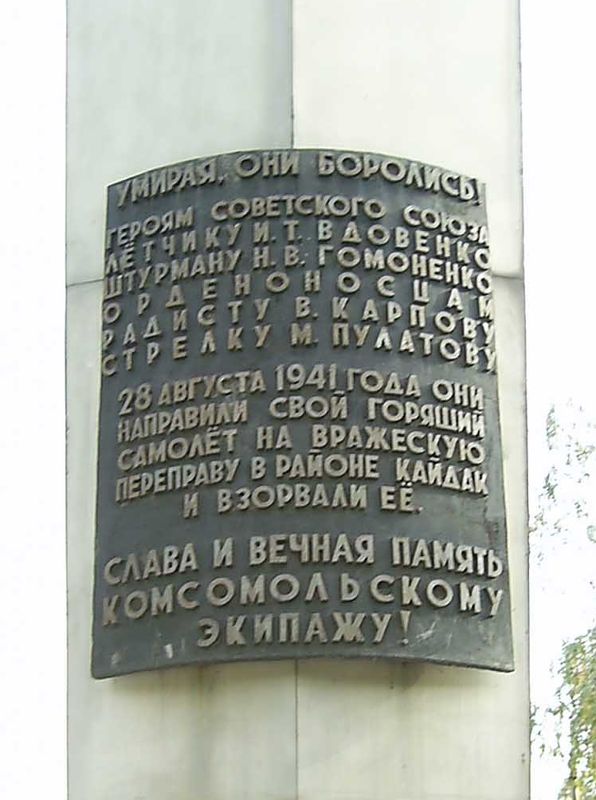 УМИРАЯ, ОНИ БОРОЛИСЬ!
ГЕРОЯМ СОВЕТСКОГО СОЮЗА
ЛЁТЧИКУ И. Т. ВДОВЕНКО
ШТУРМАНУ Н. В. ГОМОНЕНКО
ОРДЕНОНОСЦАМ
РАДИСТУ В. КАРПОВУ
СТРЕЛКУ М. ПУЛАТОВУ
28 АВГУСТА 1941 ГОДА ОНИ
НАПРАВИЛИ СВОЙ ГОРЯЩИЙ
САМОЛЁТ НА ВРАЖЕСКУЮ
ПЕРЕПРАВУ В РАЙОНЕ КАЙДАК
И ВЗОРВАЛИ ЕЁ.
СЛАВА И ВЕЧНАЯ ПАМЯТЬ
КОМСОМОЛЬСКОМУ
ЭКИПАЖУ!